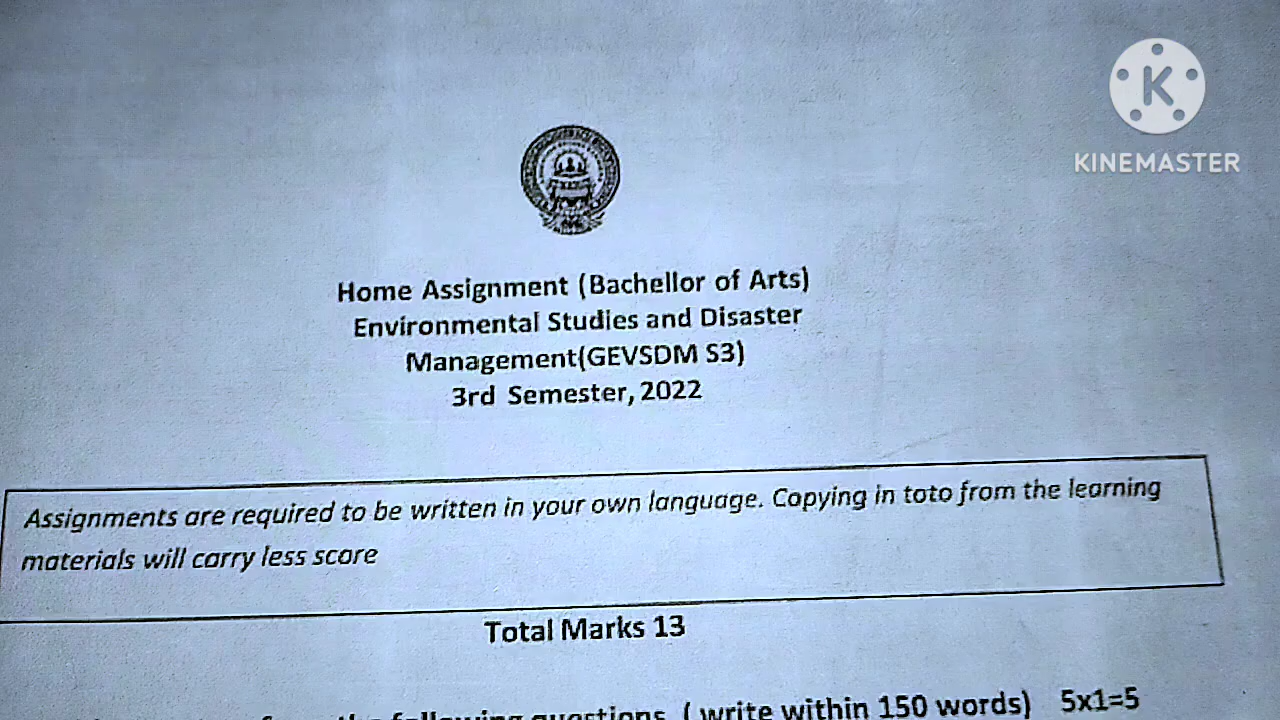 K
KINEMASTER
Home Assignment (Bachellor of Arts)
Environmental Studies and Disaster
Management(GEVSDM S3)
3rd Semester, 2022
Assignments are required to be written in your own language. Copying in toto from the learning
materials will carry less score
Total Marks 13
the following questions ( write within 150 words) 5x1=5